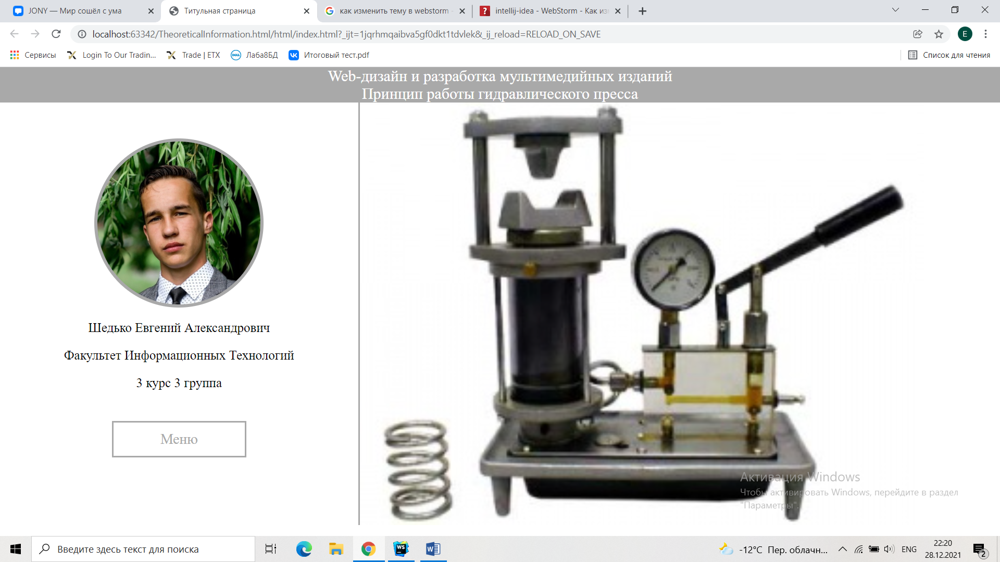 JONY — Мир сошёл с ума
Титульная страница
как изменить тему в webstorm -
intellij-idea - WebStorm - Как из
localhost:63342/TheoreticalInformation.html/html/index.html?_ijt=1jqrhmqaibva5gf0dkt1tdvlek&_ij_reload=RELOAD_ON_SAVE
E
Сервисы
Login To Our Tradin...
Trade | ETX
DELL
Лаба8БД
Итоговый тест.pdf
Список для чтения
Web-дизайн и разработка мультимедийных изданий
Принцип работы гидравлического пресса
Шедько Евгений Александрович
Факультет Информационных Технологий
3 курс 3 группа
Меню
Активация Windows
Чтобы активировать Windows, перейдите в раздел
"Параметры".
Введите здесь текст для поиска
WS
-12°C Пер. облачн...
ENG
22:20
28.12.2021
2